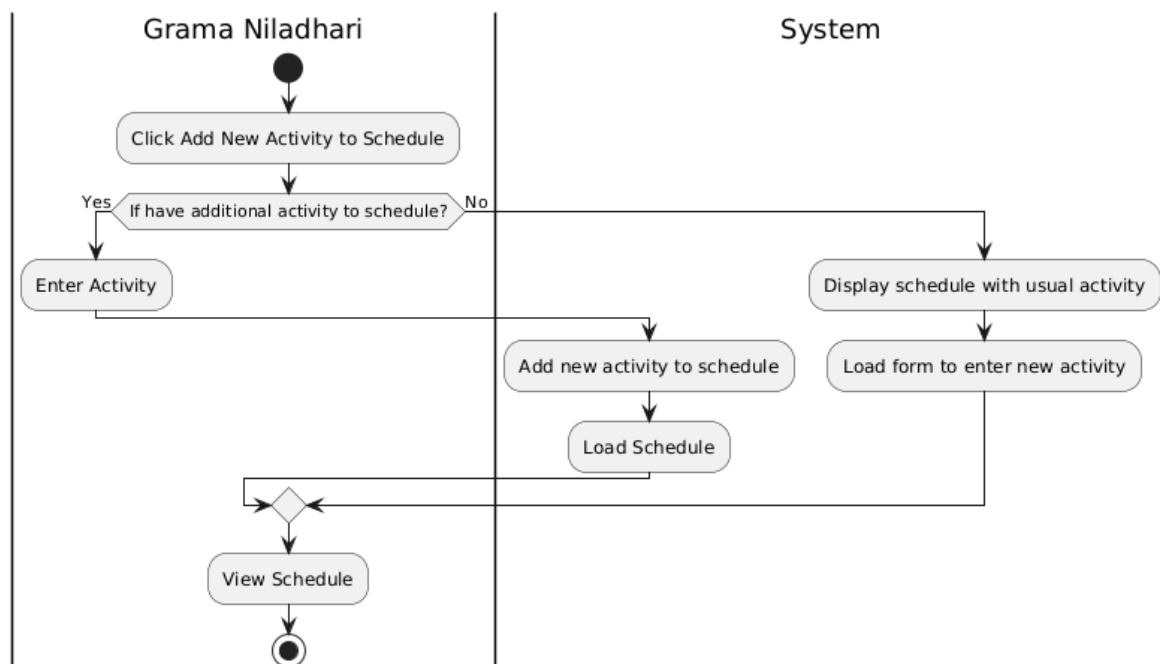 Grama Niladhari
System
Click Add New Activity to Schedule
Yes
If have additional activity to schedule?
No
Enter Activity
Display schedule with usual activity
Add new activity to schedule
Load form to enter new activity
Load Schedule
View Schedule